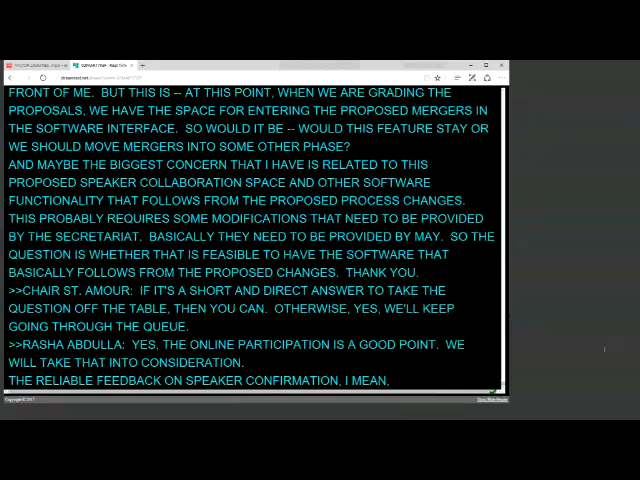 FRONT OF ME. BUT THIS IS -- AT THIS POINT, WHEN WE ARE GRADING THE
PROPOSALS, WE HAVE THE SPACE FOR ENTERING THE PROPOSED MERGERS IN
THE SOFTWARE INTERFACE. SO WOULD IT BE -- WOULD THIS FEATURE STAY OR
WE SHOULD MOVE MERGERS INTO SOME OTHER PHASE?
AND MAYBE THE BIGGEST CONCERN THAT I HAVE IS RELATED TO THIS
PROPOSED SPEAKER COLLABORATION SPACE AND OTHER SOFTWARE
FUNCTIONALITY THAT FOLLOWS FROM THE PROPOSED PROCESS CHANGES.
THIS PROBABLY REQUIRES SOME MODIFICATIONS THAT NEED TO BE PROVIDED
BY THE SECRETARIAT. BASICALLY THEY NEED TO BE PROVIDED BY MAY. SO THE
QUESTION IS WHETHER THAT IS FEASIBLE TO HAVE THE SOFTWARE THAT
BASICALLY FOLLOWS FROM THE PROPOSED CHANGES. THANK YOU.
>>CHAIR ST. AMOUR: IF IT'S A SHORT AND DIRECT ANSWER TO TAKE THE
QUESTION OFF THE TABLE, THEN YOU CAN. OTHERWISE, YES, WE'LL KEEP
GOING THROUGH THE QUEUE.
>>RASHA ABDULLA: YES, THE ONLINE PARTICIPATION IS A GOOD POINT. WE
WILL TAKE THAT INTO CONSIDERATION.
THE RELIABLE FEEDBACK ON SPEAKER CONFIRMATION, I MEAN,